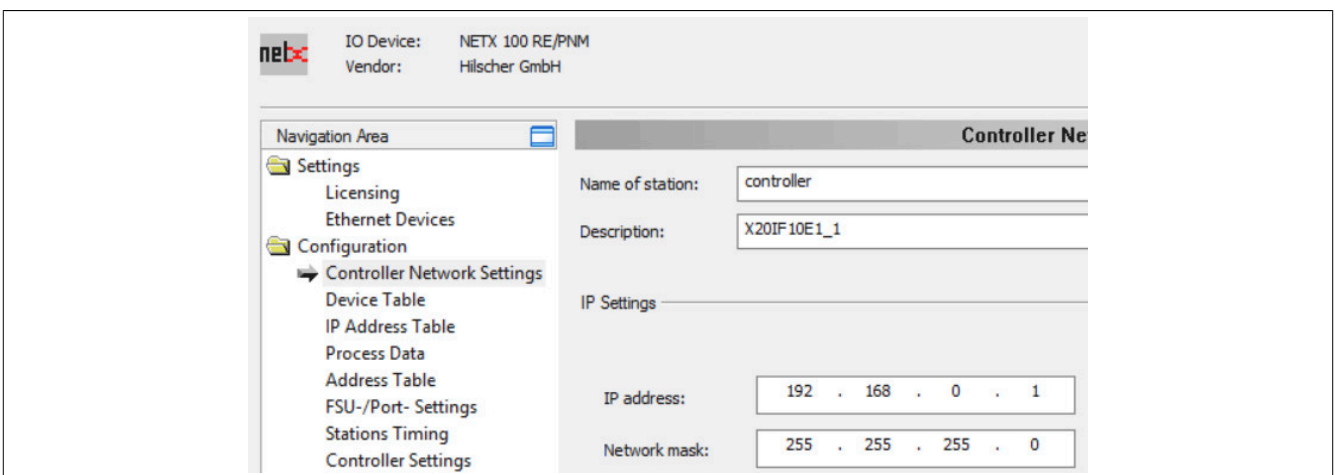 netx
IO Device: NETX 100 RE/PNM
Vendor: Hilscher GmbH
Navigation Area
Settings
Licensing
Ethernet Devices
Configuration
Controller Network Settings
Device Table
IP Address Table
Process Data
Address Table
FSU-/Port- Settings
Stations Timing
Controller Settings
Controller Ne
Name of station: controller
Description: X20IF10E1_1
IP Settings
IP address: 192 . 168 . 0 . 1
Network mask: 255 . 255 . 255 . 0